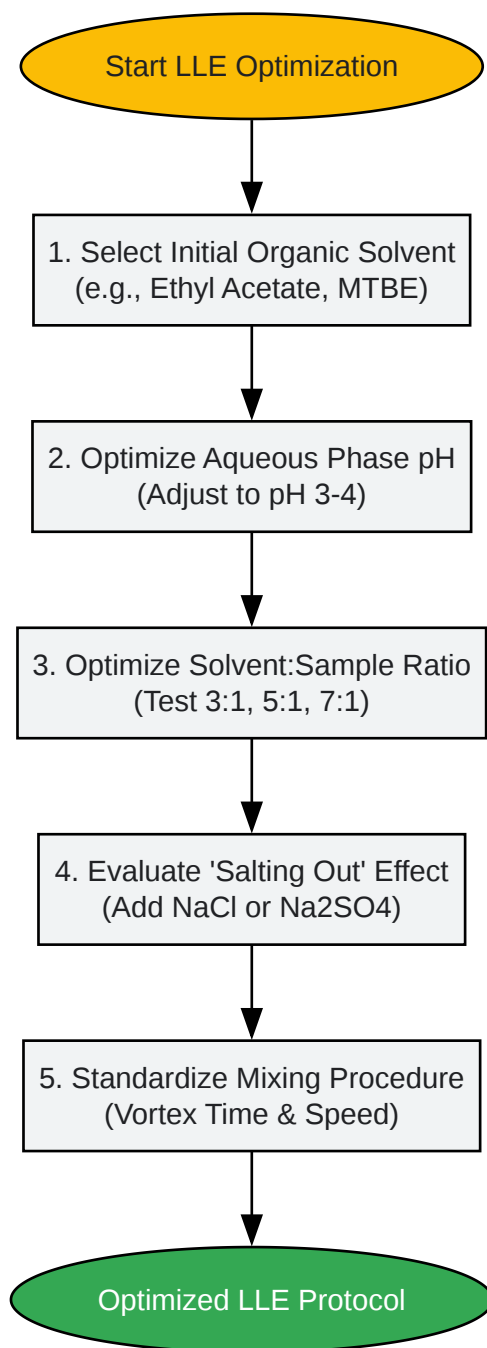 Start LLE Optimization
1. Select Initial Organic Solvent
(e.g., Ethyl Acetate, MTBE)
2. Optimize Aqueous Phase pH
(Adjust to pH 3-4)
3. Optimize Solvent:Sample Ratio
(Test 3:1, 5:1, 7:1)
4. Evaluate 'Salting Out' Effect
(Add NaCl or Na2SO4)
5. Standardize Mixing Procedure
(Vortex Time & Speed)
Optimized LLE Protocol